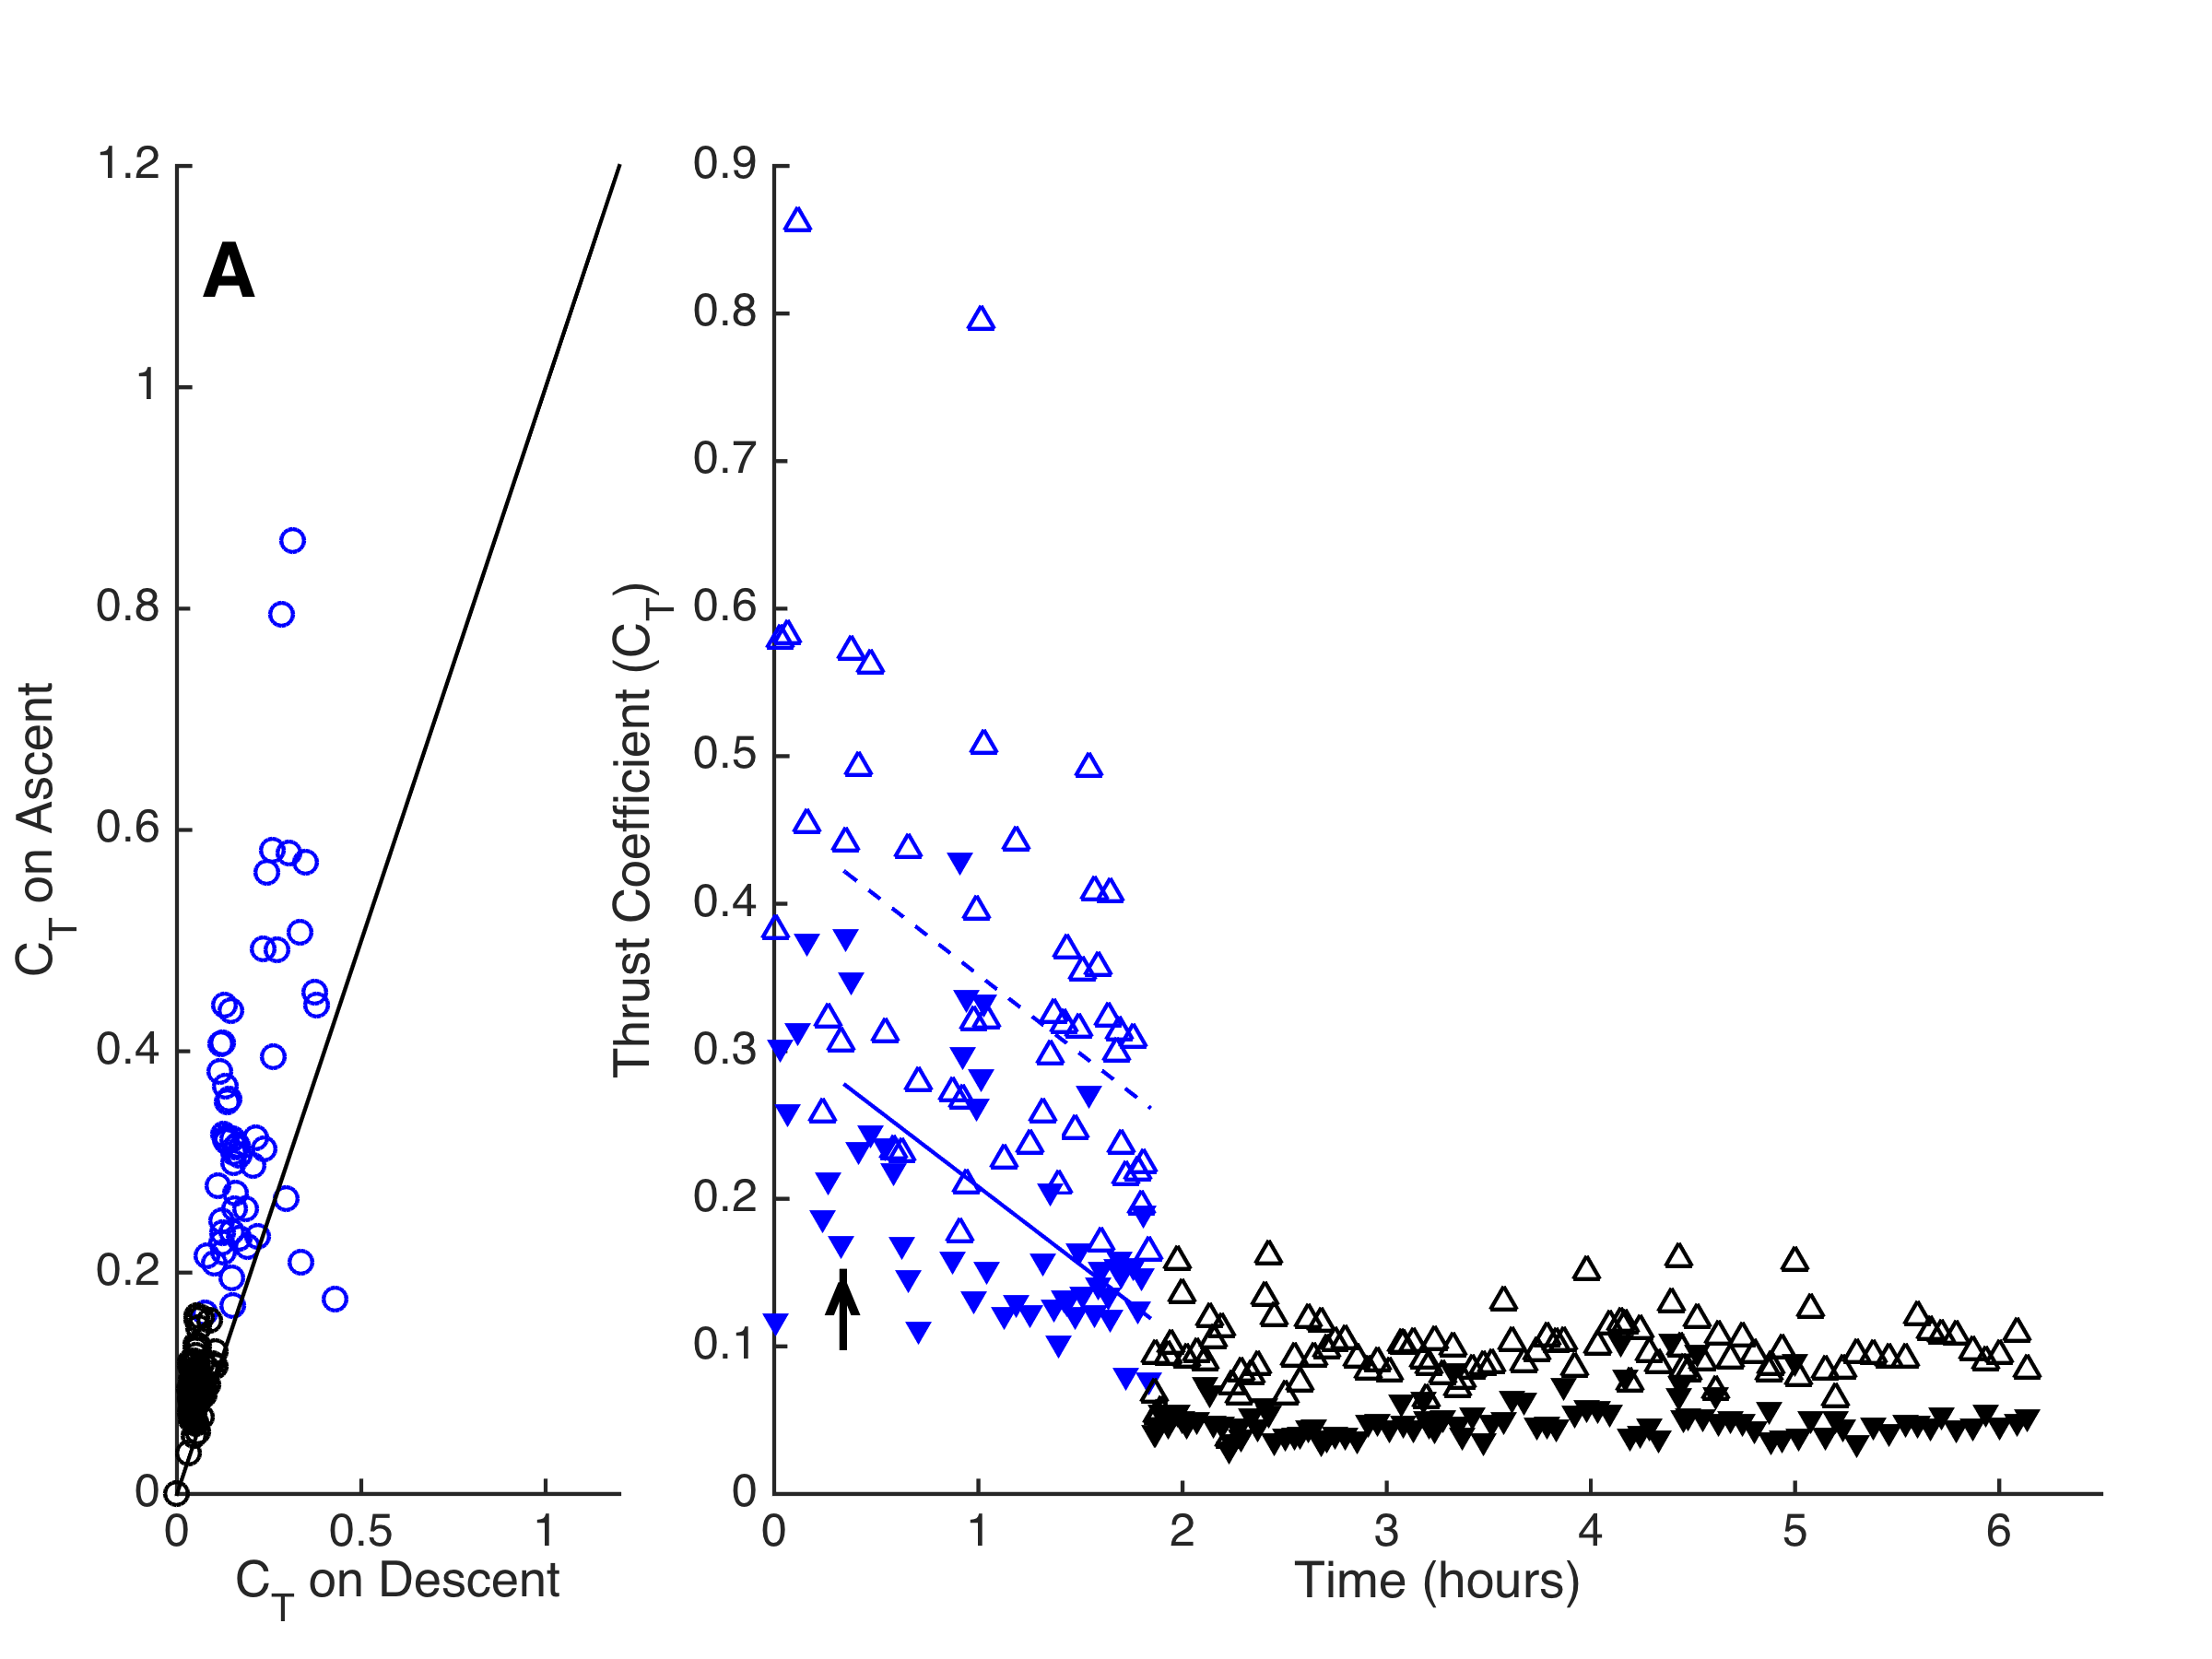 A
1.2
1
0.8
0.6
0.4
0.2
0
0 0.5 1
C_T on Ascent
C_T on Descent
0.9
0.8
0.7
0.6
0.5
0.4
0.3
0.2
0.1
0
0 1 2 3 4 5 6
Thrust Coefficient (C_T)
Time (hours)